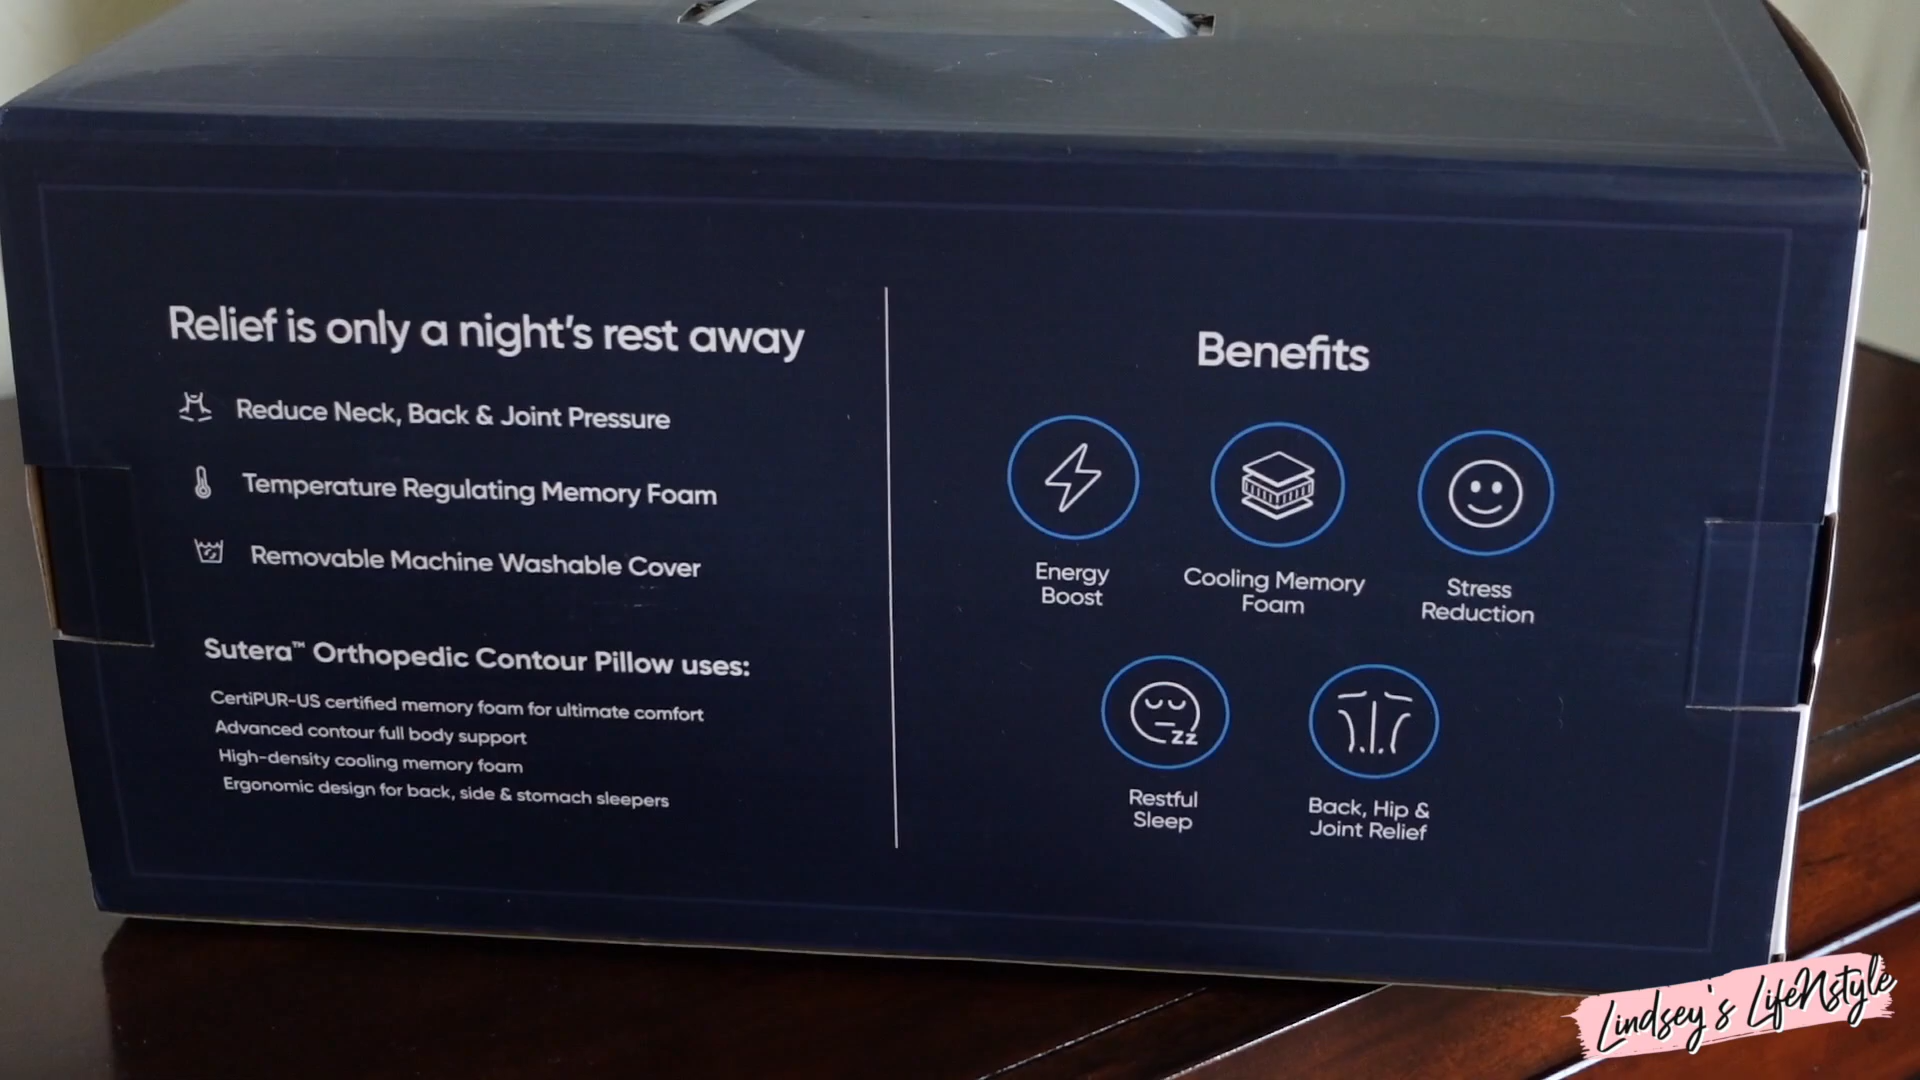 Relief is only a night's rest away
Reduce Neck, Back & Joint Pressure
Temperature Regulating Memory Foam
Removable Machine Washable Cover
Sutera™ Orthopedic Contour Pillow uses:
CertiPUR-US certified memory foam for ultimate comfort
Advanced contour full body support
High-density cooling memory foam
Ergonomic design for back, side & stomach sleepers
Benefits
Energy
Boost
Cooling Memory
Foam
Stress
Reduction
zz
Restful
Sleep
Back, Hip &
Joint Relief
Lindsey's LifeNstyle